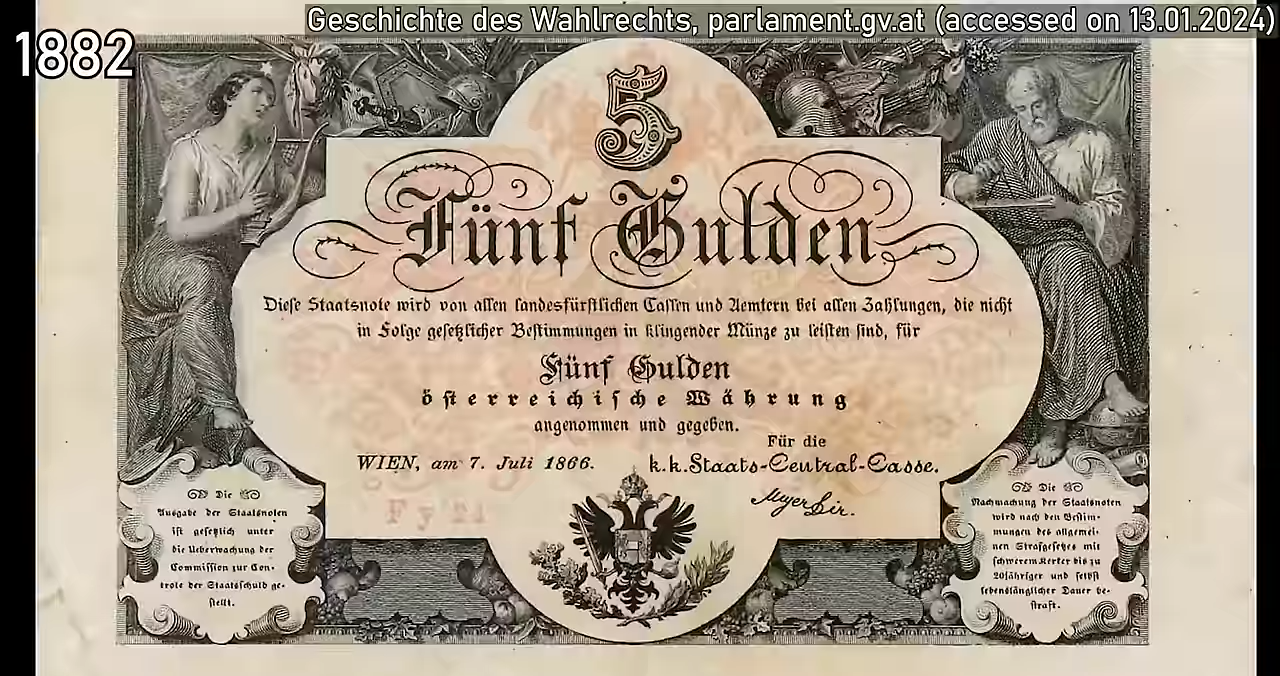 Geschichte des Wahlrechts, parlament.gv.at (accessed on 13.01.2024)
1882
5
Fünf Gulden
Diese Staatsnote wird von allen landesfürstlichen Cassen und Aemtern bei allen Zahlungen, die nicht
in Folge gesetzlicher Bestimmungen in klingender Münze zu leisten sind, für
Fünf Gulden
österreichische Währung
angenommen und gegeben.
Für die
WIEN, am 7. Juli 1866.
k.k. Staats-Central-Casse.
Fy 24
Die
Ausgabe der Staatsnoten
ist gesetzlich unter
die Ueberwachung der
Commission zur Con-
trole der Staatsschuld ge-
stellt.
Die
Nachmachung der Staatsnoten
wird nach den Bestim-
mungen des allgemei-
nen Strafgesetzes mit
schwerem Kerker bis zu
20jähriger und selbst
lebenslänglicher Dauer be-
straft.